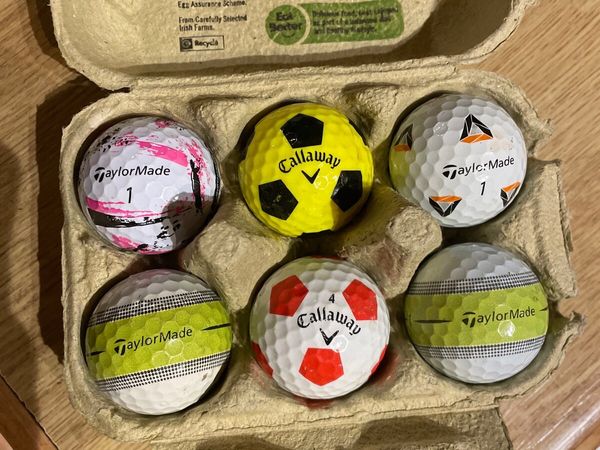 Egg Assurance Scheme.
From Carefully Selected
Irish Farms.
Recycle
TaylorMade
1
Callaway
TaylorMade
1
TaylorMade
4
Callaway
TaylorMade